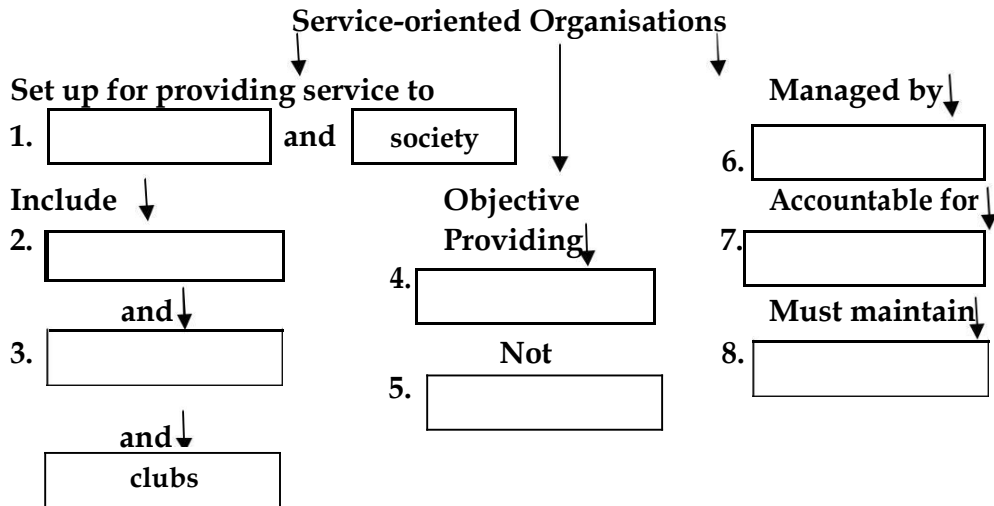 Service-oriented Organisations
Set up for providing service to
1. and society
Include
2.
and
3.
and
clubs
Objective
Providing
4.
Not
5.
Managed by
6.
Accountable for
7.
Must maintain
8.